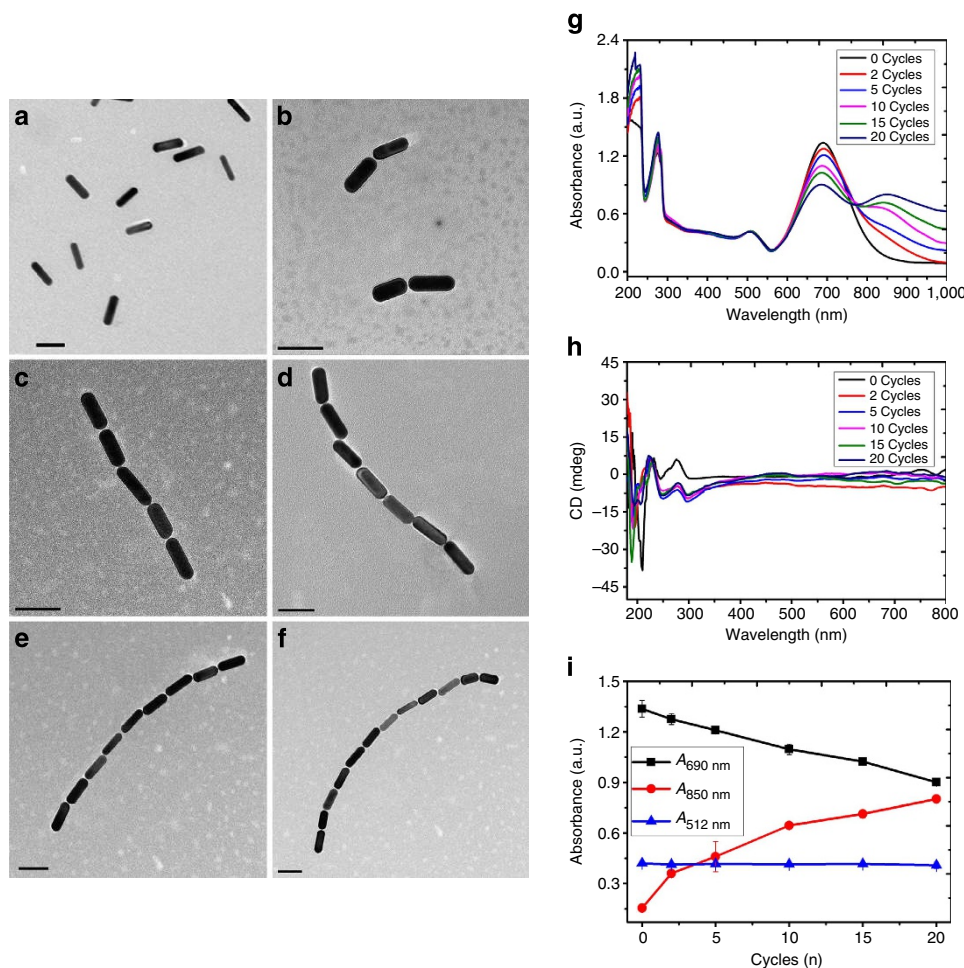 a
b
c
d
e
f
g
2.4
1.8
1.2
0.6
0.0
Absorbance (a.u.)
0 Cycles
2 Cycles
5 Cycles
10 Cycles
15 Cycles
20 Cycles
200 300 400 500 600 700 800 900 1,000
Wavelength (nm)
h
45
30
15
0
−15
−30
−45
CD (mdeg)
0 Cycles
2 Cycles
5 Cycles
10 Cycles
15 Cycles
20 Cycles
200 300 400 500 600 700 800
Wavelength (nm)
i
1.5
1.2
0.9
0.6
0.3
Absorbance (a.u.)
A690 nm
A850 nm
A512 nm
0 5 10 15 20
Cycles (n)